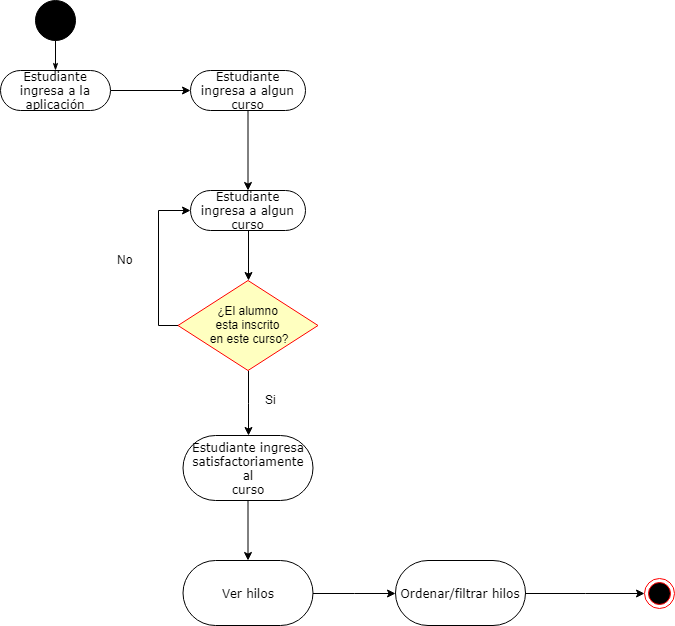 Estudiante
ingresa a la
aplicación
Estudiante
ingresa a algun
curso
Estudiante
ingresa a algun
curso
No
¿El alumno
esta inscrito
en este curso?
Si
Estudiante ingresa
satisfactoriamente
al
curso
Ver hilos
Ordenar/filtrar hilos